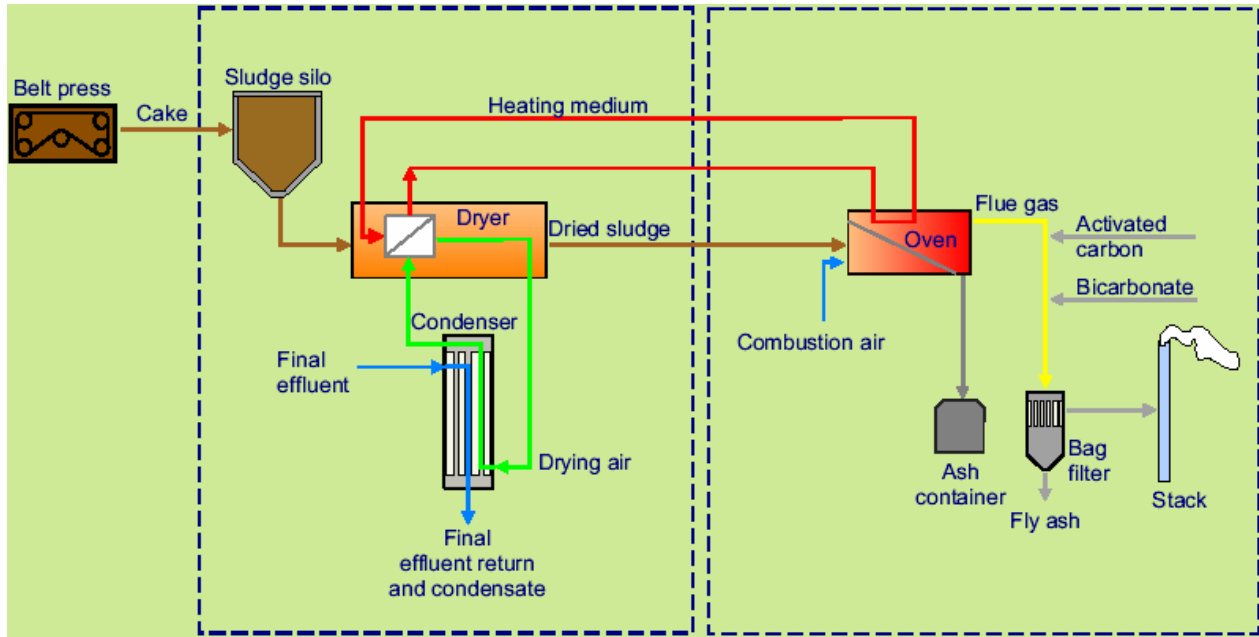 Belt press
Cake
Sludge silo
Heating medium
Dryer
Dried sludge
Condenser
Final
effluent
Drying air
Final
effluent return
and condensate
Oven
Flue gas
Activated
carbon
Bicarbonate
Combustion air
Ash
container
Bag
filter
Fly ash
Stack